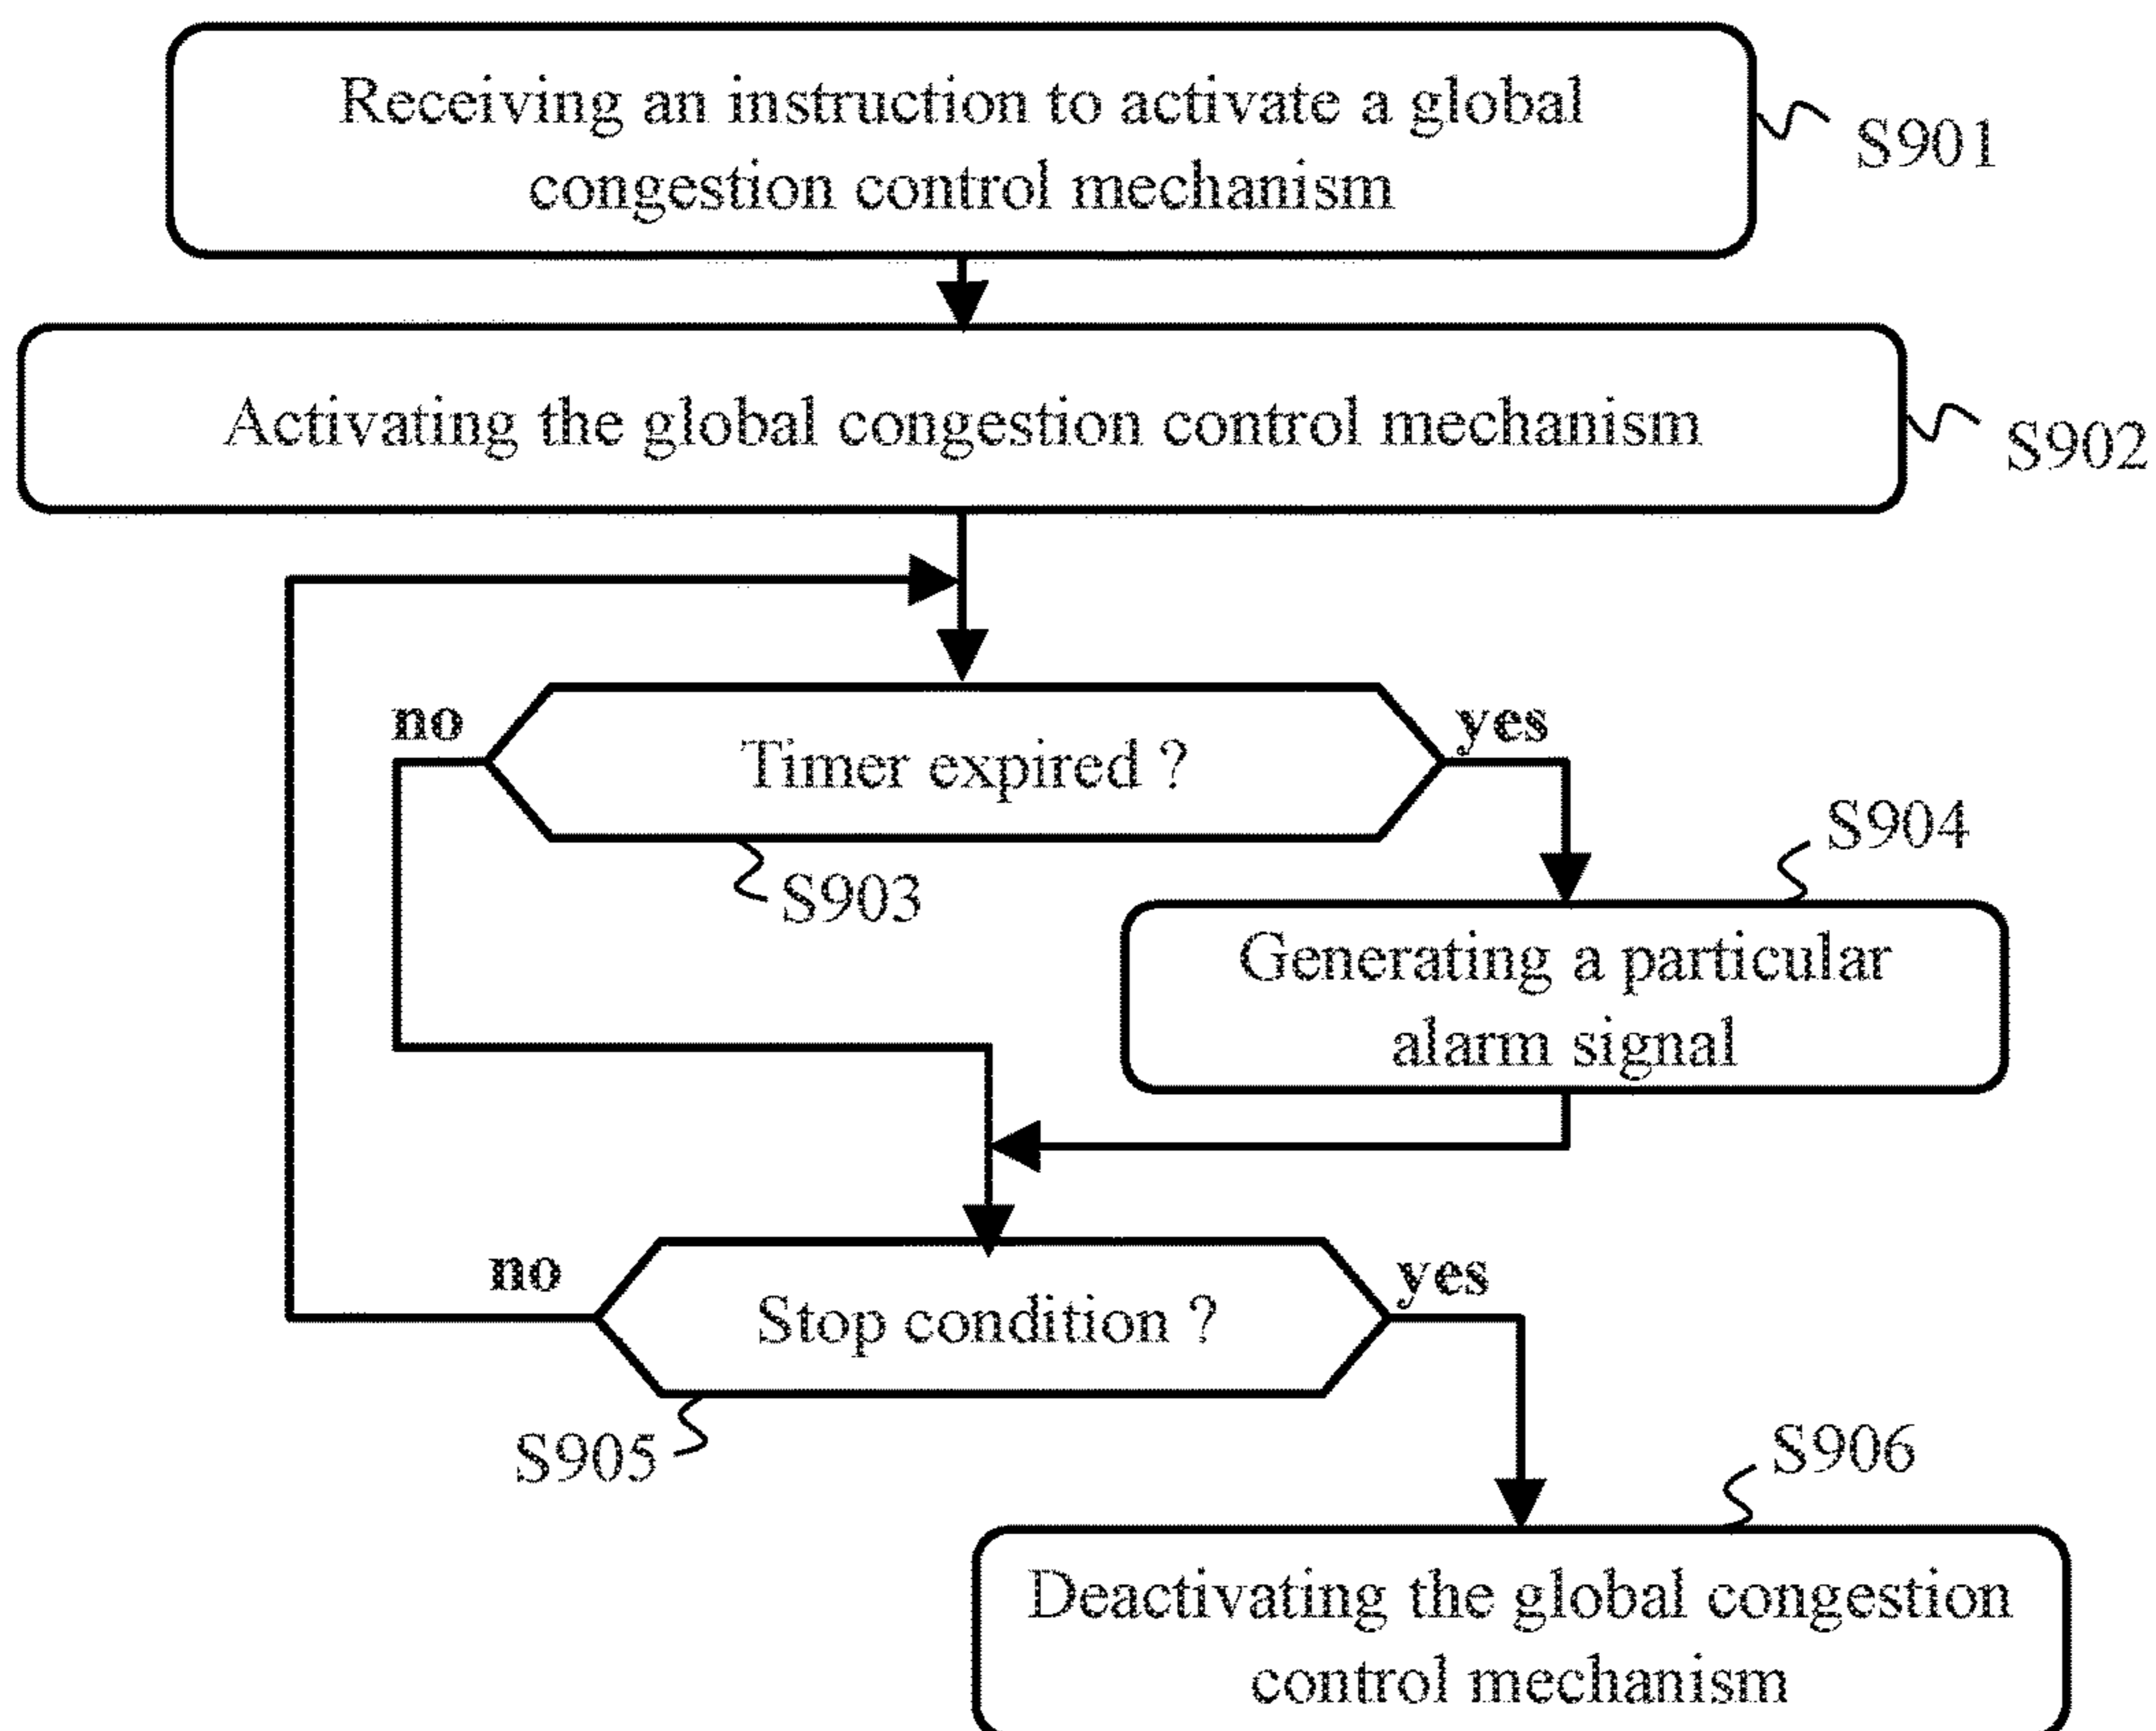 Receiving an instruction to activate a global
congestion control mechanism
S901
Activating the global congestion control mechanism
S902
no
yes
Timer expired ?
S903
S904
Generating a particular
alarm signal
no
yes
Stop condition ?
S905
S906
Deactivating the global congestion
control mechanism